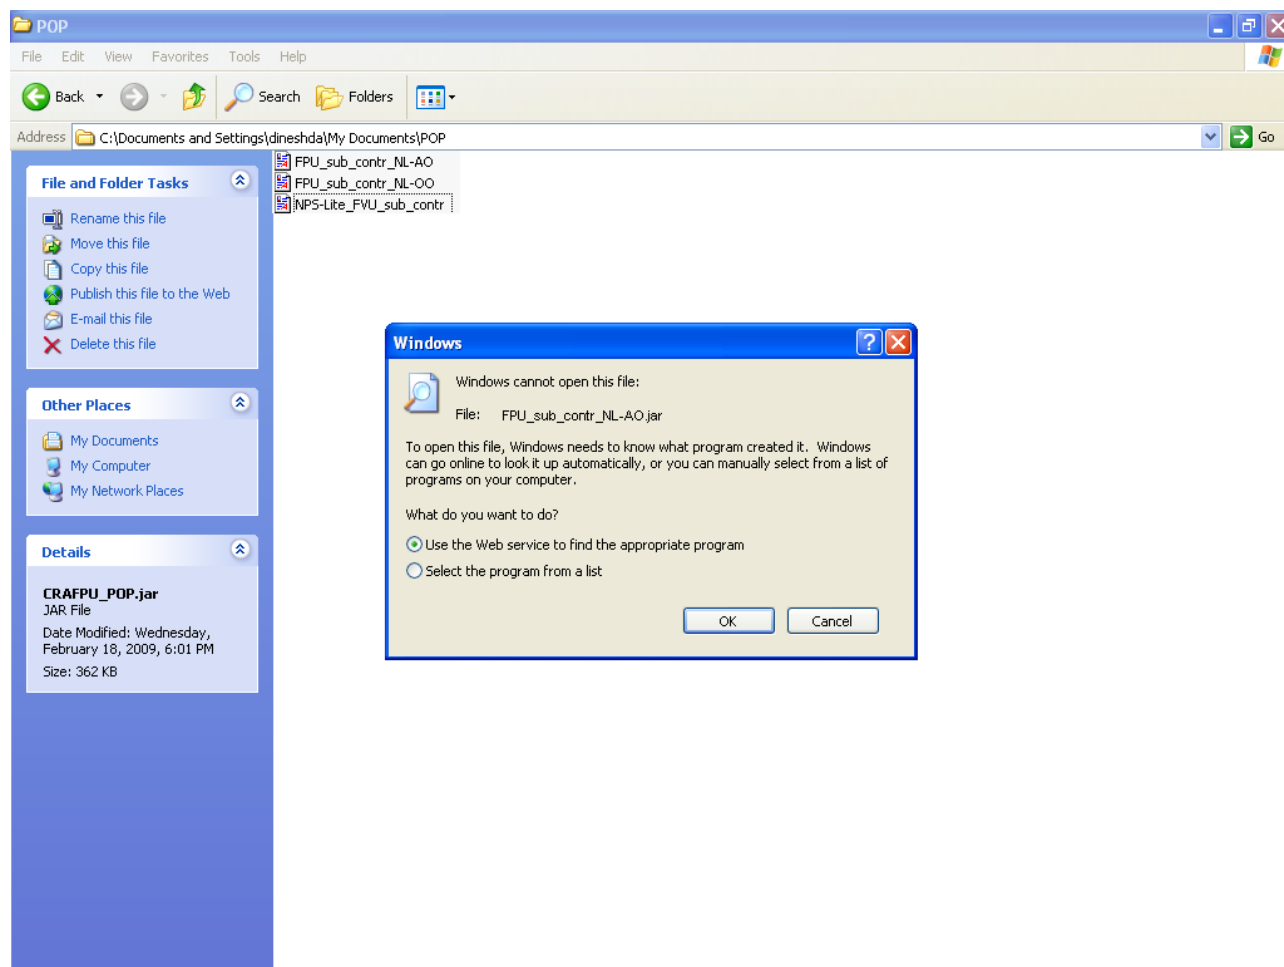 POP
File Edit View Favorites Tools Help
Back Search Folders
Address C:\Documents and Settings\dineshda\My Documents\POP Go
File and Folder Tasks
Rename this file
Move this file
Copy this file
Publish this file to the Web
E-mail this file
Delete this file
Other Places
My Documents
My Computer
My Network Places
Details
CRAFPU_POP.jar
JAR File
Date Modified: Wednesday,
February 18, 2009, 6:01 PM
Size: 362 KB
FPU_sub_contr_NL-AO
FPU_sub_contr_NL-OO
NPS-Lite_FVU_sub_contr
Windows
Windows cannot open this file:
File: FPU_sub_contr_NL-AO.jar
To open this file, Windows needs to know what program created it. Windows
can go online to look it up automatically, or you can manually select from a list of
programs on your computer.
What do you want to do?
Use the Web service to find the appropriate program
Select the program from a list
OK Cancel